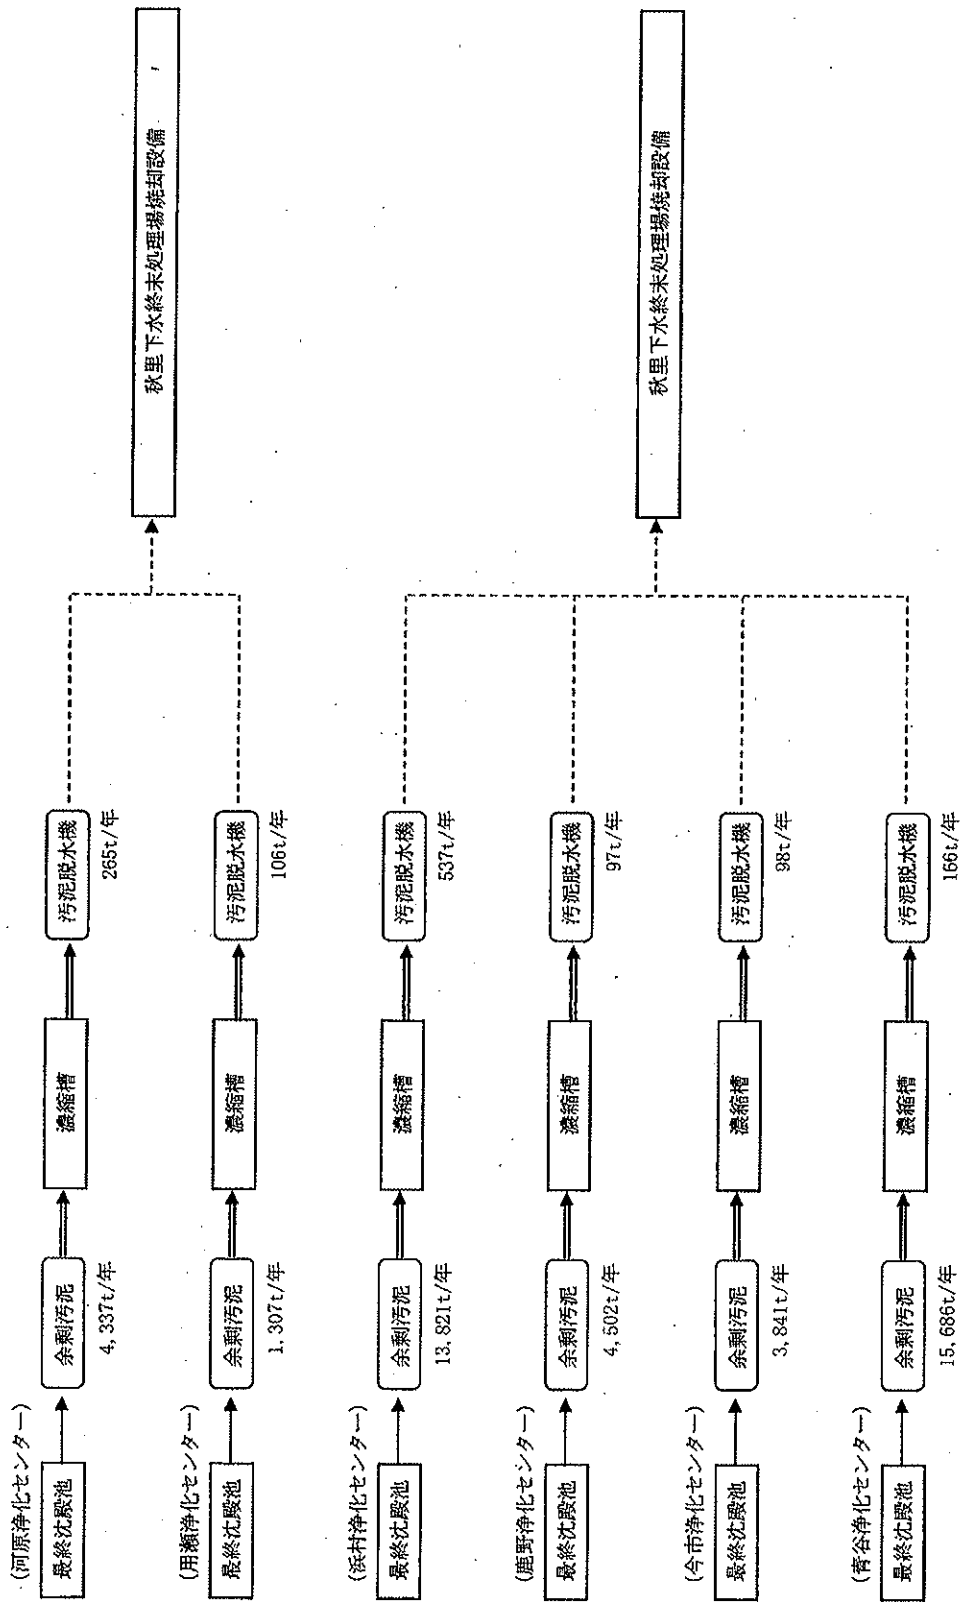 (河原浄化センター)
最終沈殿池
余剰汚泥
4,337t/年
濃縮槽
汚泥脱水機
265t/年
(用瀬浄化センター)
最終沈殿池
余剰汚泥
1,307t/年
濃縮槽
汚泥脱水機
106t/年
秋里下水終末処理場焼却設備
(浜村浄化センター)
最終沈殿池
余剰汚泥
13,821t/年
濃縮槽
汚泥脱水機
537t/年
(鹿野浄化センター)
最終沈殿池
余剰汚泥
4,502t/年
濃縮槽
汚泥脱水機
97t/年
(今市浄化センター)
最終沈殿池
余剰汚泥
3,841t/年
濃縮槽
汚泥脱水機
98t/年
(青谷浄化センター)
最終沈殿池
余剰汚泥
15,686t/年
濃縮槽
汚泥脱水機
166t/年
秋里下水終末処理場焼却設備